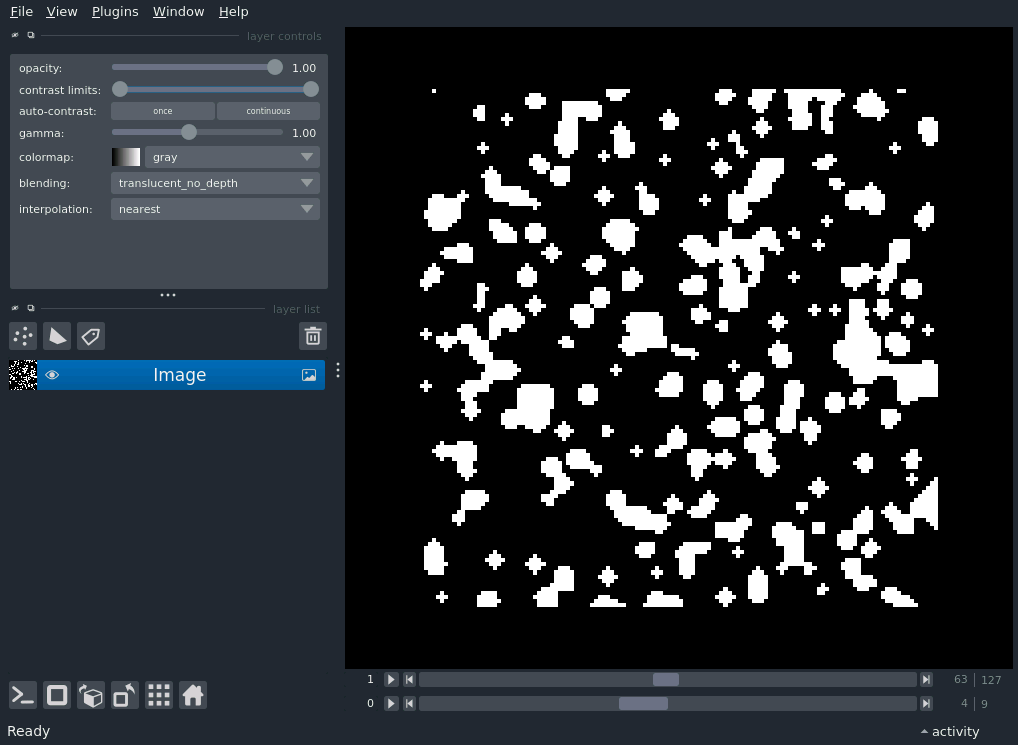 File View Plugins Window Help
layer controls
opacity: 1.00
contrast limits:
auto-contrast: once continuous
gamma: 1.00
colormap: gray
blending: translucent_no_depth
interpolation: nearest
layer list
Image
1 63 127
0 4 9
Ready activity